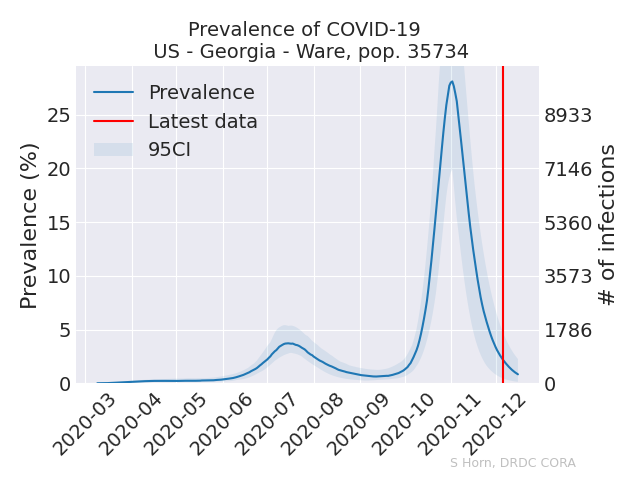 Prevalence of COVID-19
US - Georgia - Ware, pop. 35734
Prevalence
Latest data
95CI
Prevalence (%)
25
20
15
10
5
0
8933
7146
5360
3573
1786
0
# of infections
2020-03
2020-04
2020-05
2020-06
2020-07
2020-08
2020-09
2020-10
2020-11
2020-12
S Horn, DRDC CORA